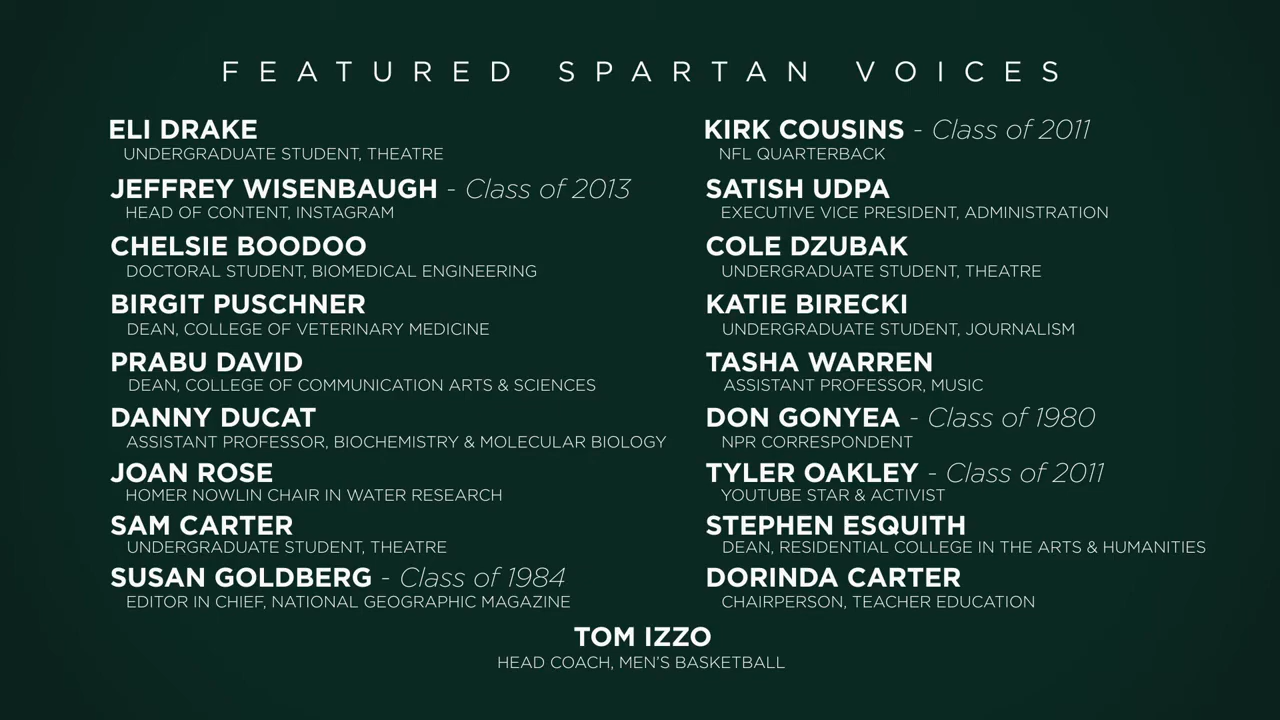 FEATURED SPARTAN VOICES
ELI DRAKE
UNDERGRADUATE STUDENT, THEATRE
JEFFREY WISENBAUGH - Class of 2013
HEAD OF CONTENT, INSTAGRAM
CHELSIE BOODOO
DOCTORAL STUDENT, BIOMEDICAL ENGINEERING
BIRGIT PUSCHNER
DEAN, COLLEGE OF VETERINARY MEDICINE
PRABU DAVID
DEAN, COLLEGE OF COMMUNICATION ARTS & SCIENCES
DANNY DUCAT
ASSISTANT PROFESSOR, BIOCHEMISTRY & MOLECULAR BIOLOGY
JOAN ROSE
HOMER NOWLIN CHAIR IN WATER RESEARCH
SAM CARTER
UNDERGRADUATE STUDENT, THEATRE
SUSAN GOLDBERG - Class of 1984
EDITOR IN CHIEF, NATIONAL GEOGRAPHIC MAGAZINE
KIRK COUSINS - Class of 2011
NFL QUARTERBACK
SATISH UDPA
EXECUTIVE VICE PRESIDENT, ADMINISTRATION
COLE DZUBAK
UNDERGRADUATE STUDENT, THEATRE
KATIE BIRECKI
UNDERGRADUATE STUDENT, JOURNALISM
TASHA WARREN
ASSISTANT PROFESSOR, MUSIC
DON GONYEA - Class of 1980
NPR CORRESPONDENT
TYLER OAKLEY - Class of 2011
YOUTUBE STAR & ACTIVIST
STEPHEN ESQUITH
DEAN, RESIDENTIAL COLLEGE IN THE ARTS & HUMANITIES
DORINDA CARTER
CHAIRPERSON, TEACHER EDUCATION
TOM IZZO
HEAD COACH, MEN'S BASKETBALL